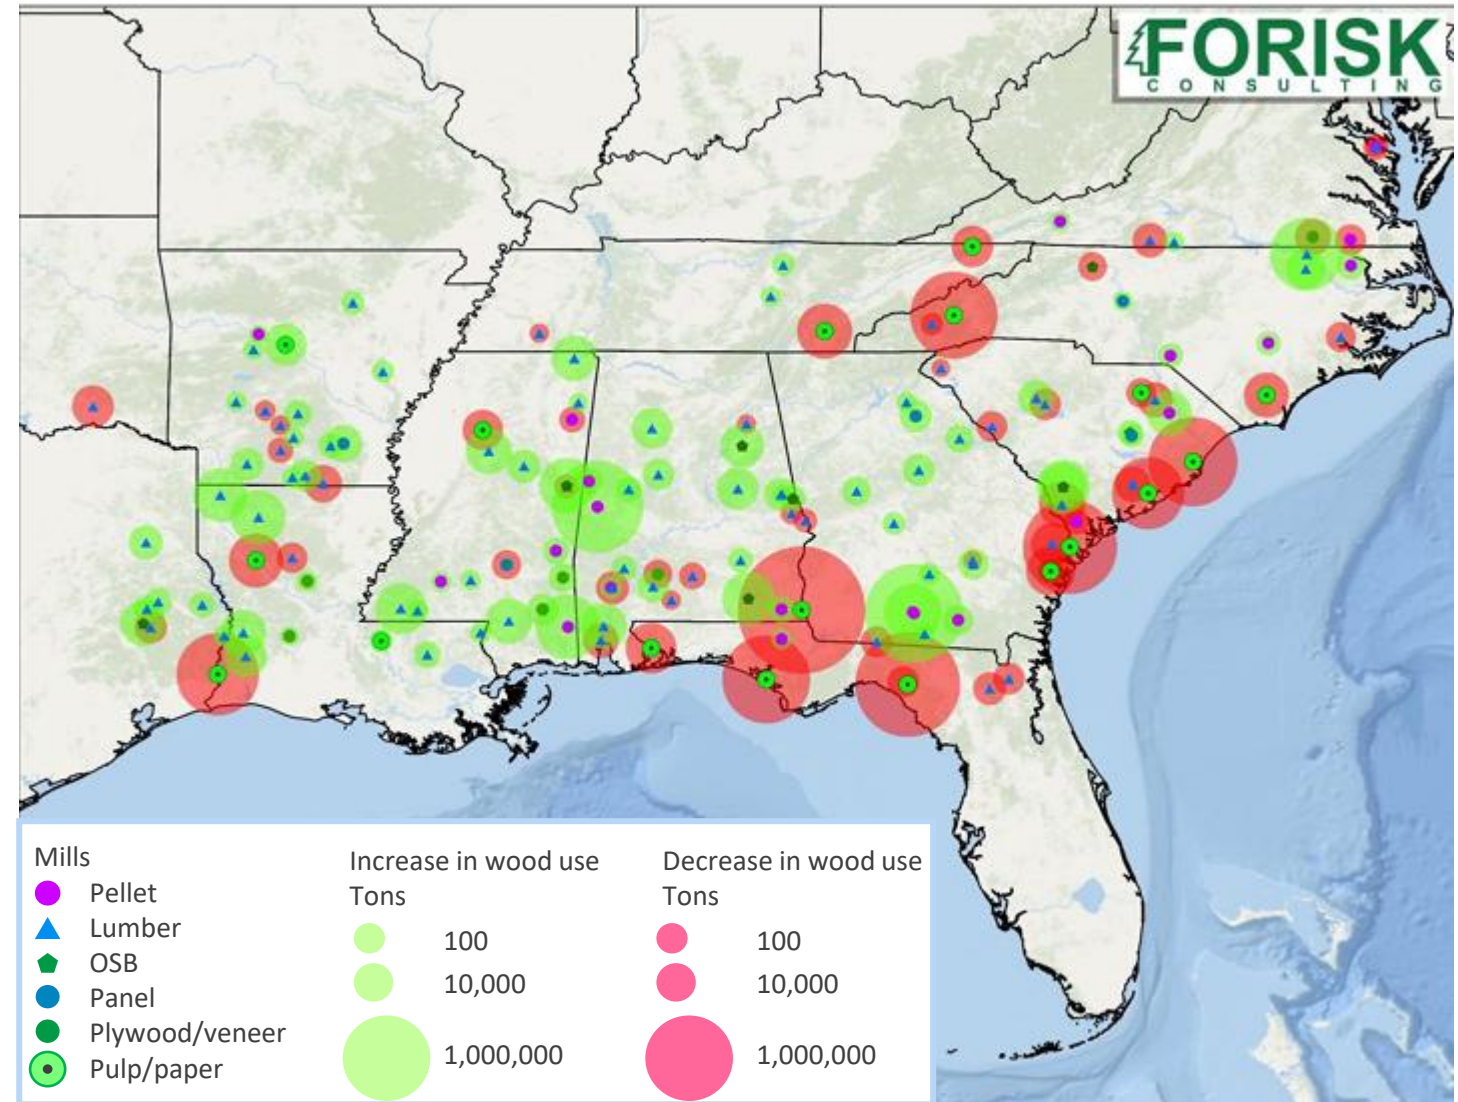 FORISK
CONSULTING
Mills
Pellet
Lumber
OSB
Panel
Plywood/veneer
Pulp/paper
Increase in wood use
Tons
100
10,000
1,000,000
Decrease in wood use
Tons
100
10,000
1,000,000